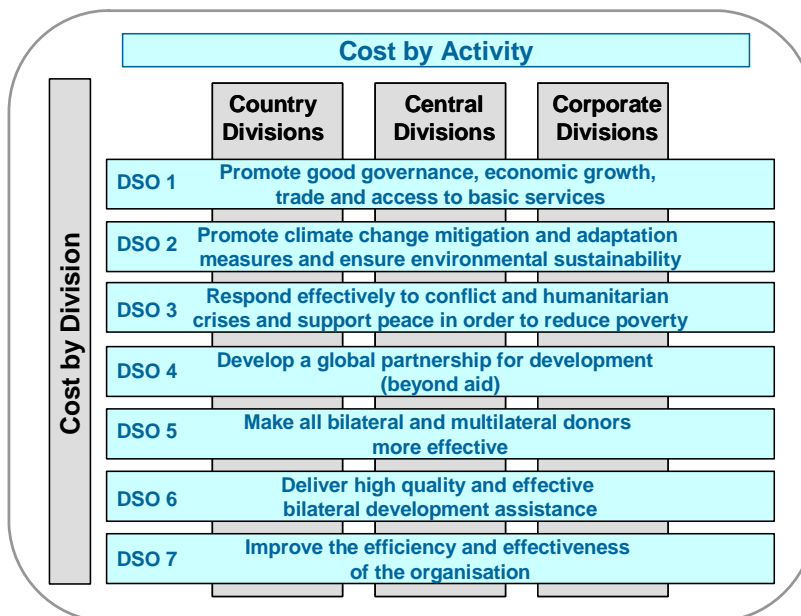 Cost by Activity
Cost by Division
Country
Divisions
Central
Divisions
Corporate
Divisions
DSO 1
Promote good governance, economic growth,
trade and access to basic services
DSO 2
Promote climate change mitigation and adaptation
measures and ensure environmental sustainability
DSO 3
Respond effectively to conflict and humanitarian
crises and support peace in order to reduce poverty
DSO 4
Develop a global partnership for development
(beyond aid)
DSO 5
Make all bilateral and multilateral donors
more effective
DSO 6
Deliver high quality and effective
bilateral development assistance
DSO 7
Improve the efficiency and effectiveness
of the organisation